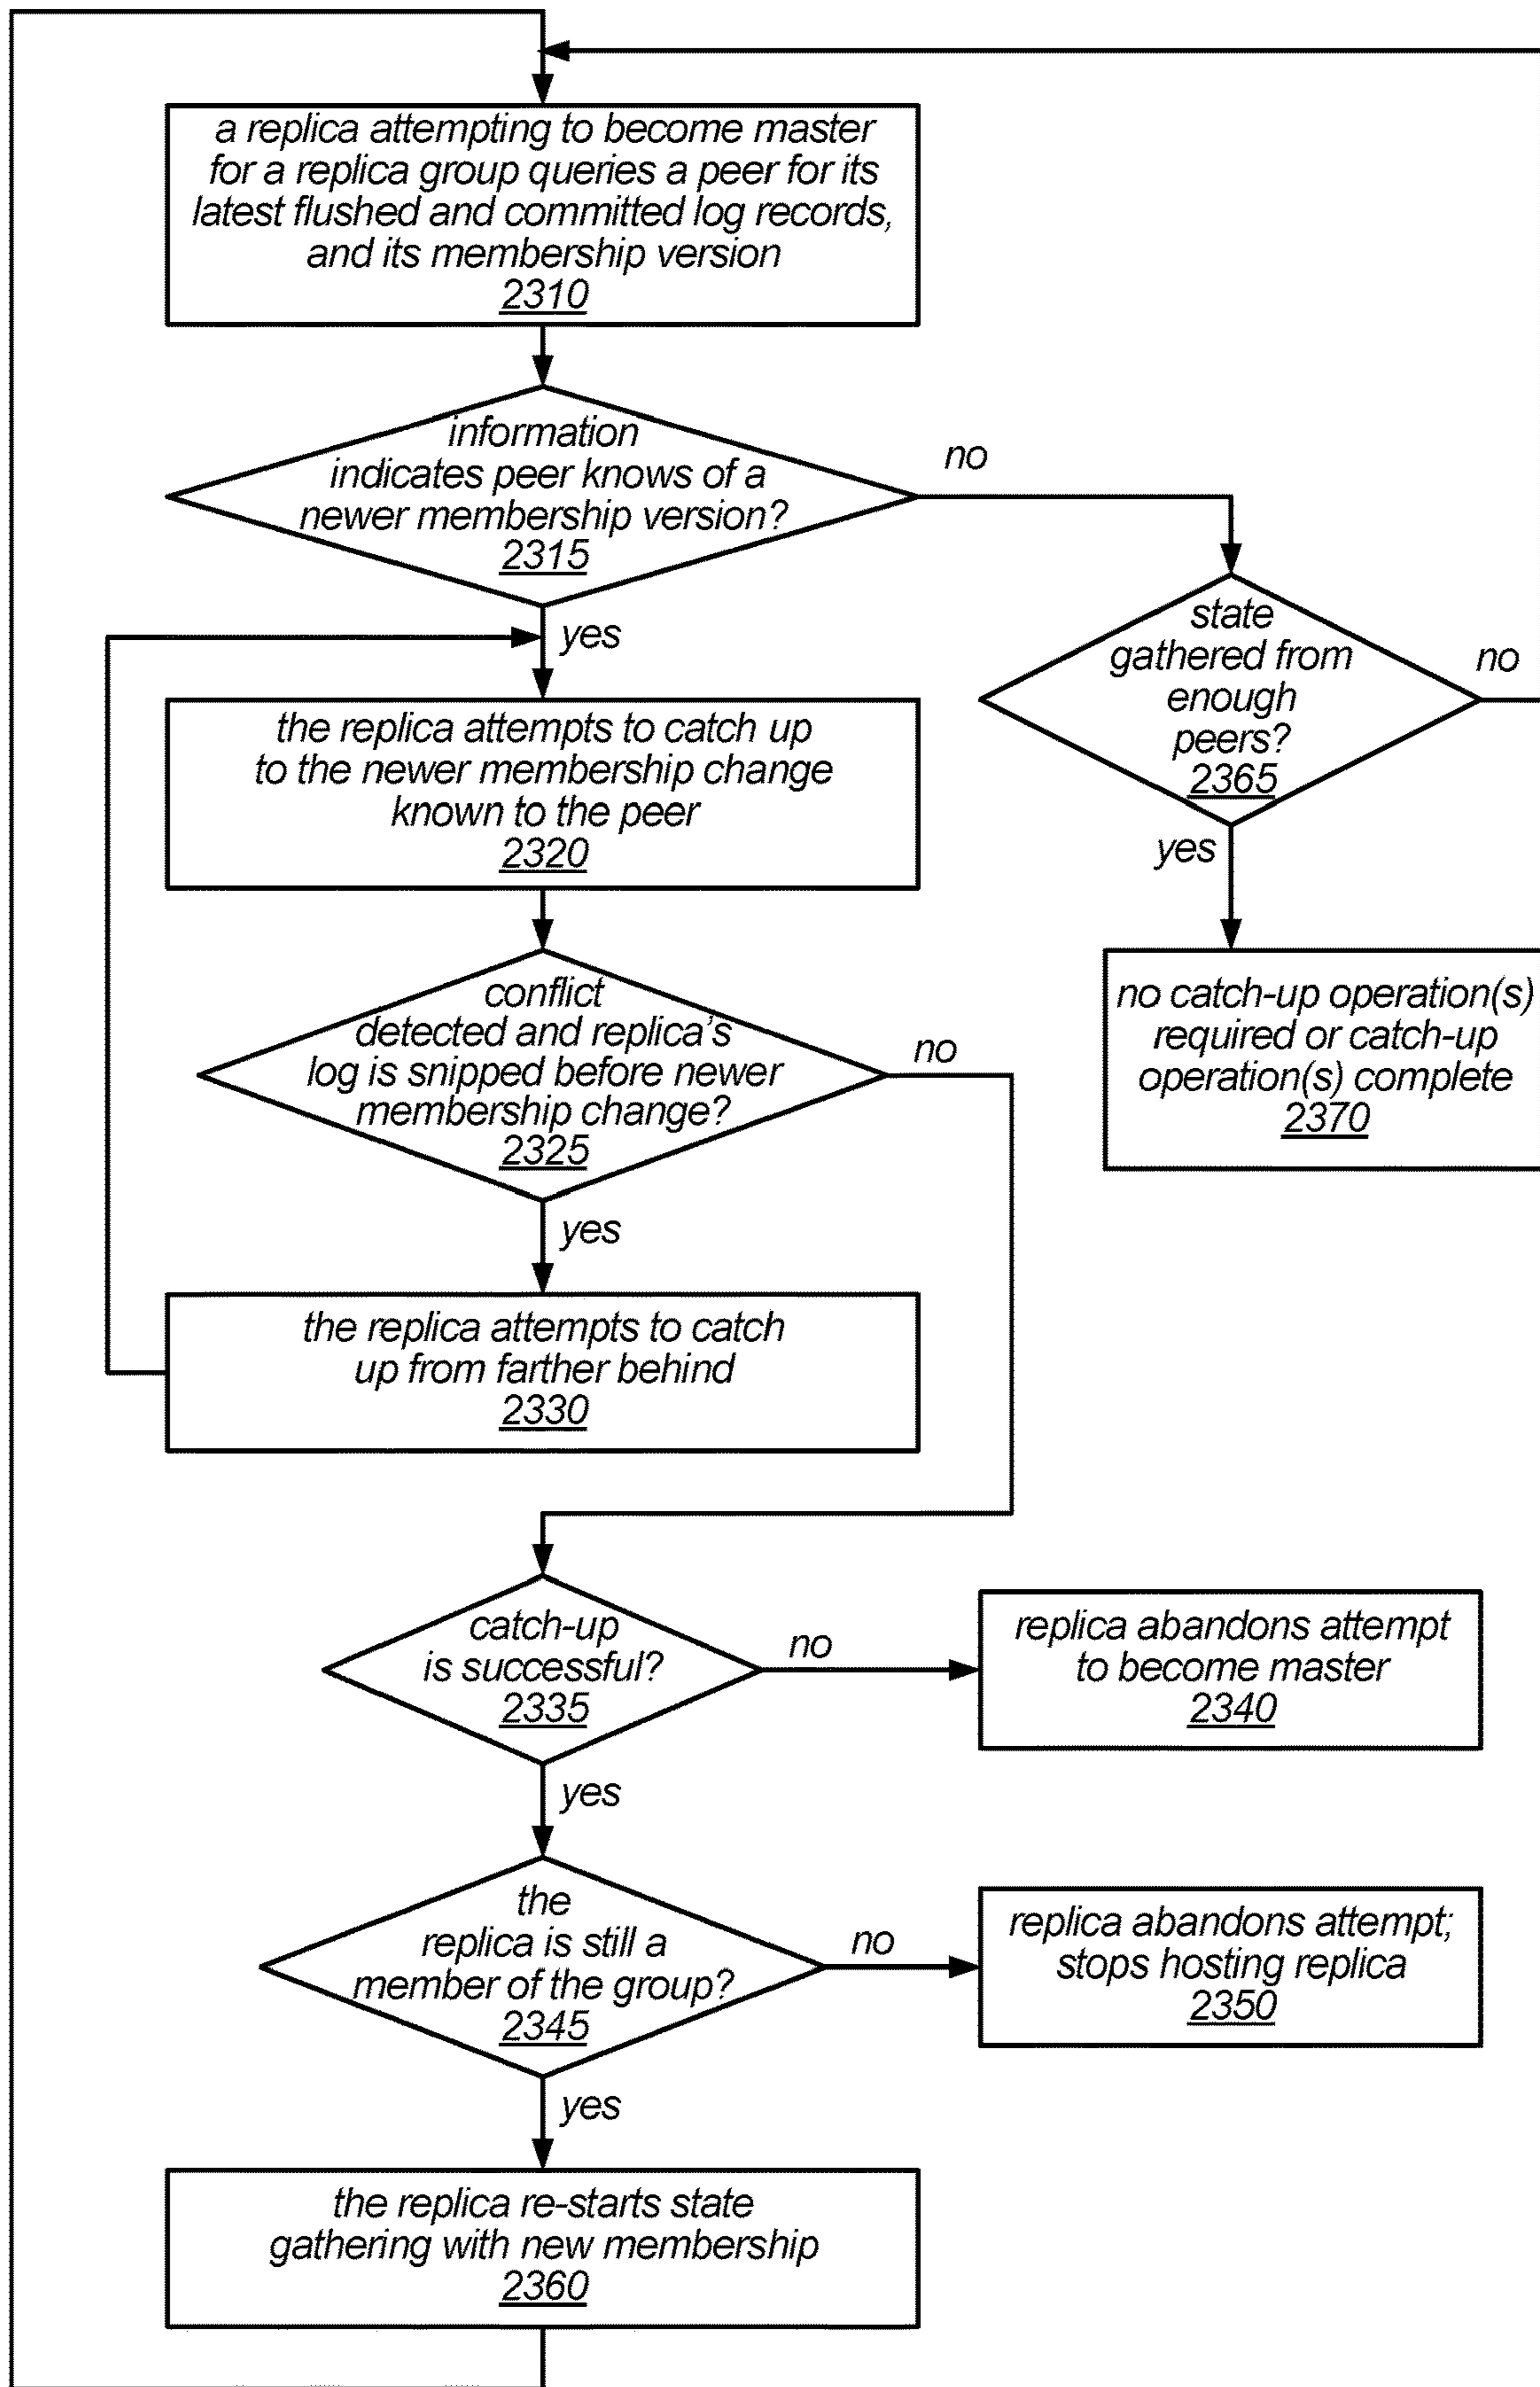 a replica attempting to become master
for a replica group queries a peer for its
latest flushed and committed log records,
and its membership version
2310
information
indicates peer knows of a
newer membership version?
2315
no
yes
state
gathered from
enough
peers?
2365
no
yes
the replica attempts to catch up
to the newer membership change
known to the peer
2320
no catch-up operation(s)
required or catch-up
operation(s) complete
2370
conflict
detected and replica's
log is snipped before newer
membership change?
2325
no
yes
the replica attempts to catch
up from farther behind
2330
catch-up
is successful?
2335
no
replica abandons attempt
to become master
2340
yes
the
replica is still a
member of the group?
2345
no
replica abandons attempt;
stops hosting replica
2350
yes
the replica re-starts state
gathering with new membership
2360